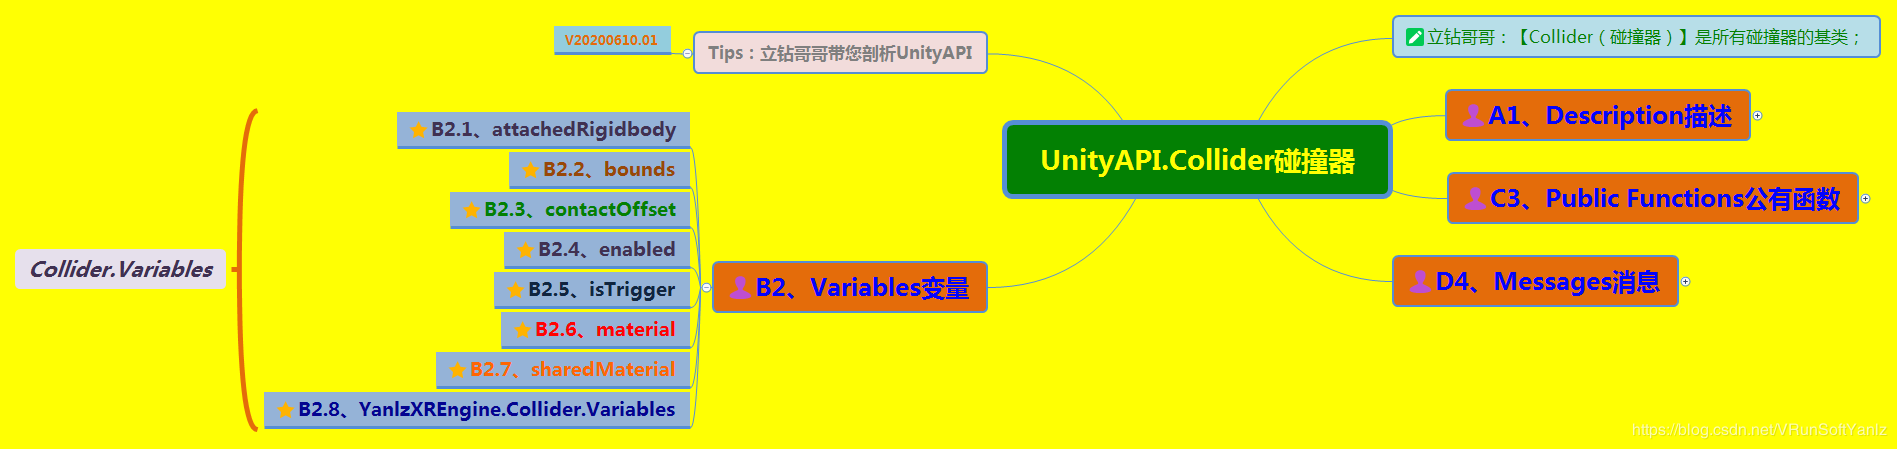 V20200610.01
Tips：立钻哥哥带您剖析UnityAPI
立钻哥哥：【Collider（碰撞器）】是所有碰撞器的基类；
UnityAPI.Collider碰撞器
A1、Description描述
C3、Public Functions公有函数
D4、Messages消息
B2、Variables变量
B2.1、attachedRigidbody
B2.2、bounds
B2.3、contactOffset
B2.4、enabled
B2.5、isTrigger
B2.6、material
B2.7、sharedMaterial
B2.8、YanlzXREngine.Collider.Variables
Collider.Variables
https://blog.csdn.net/VRunSoftYanlz